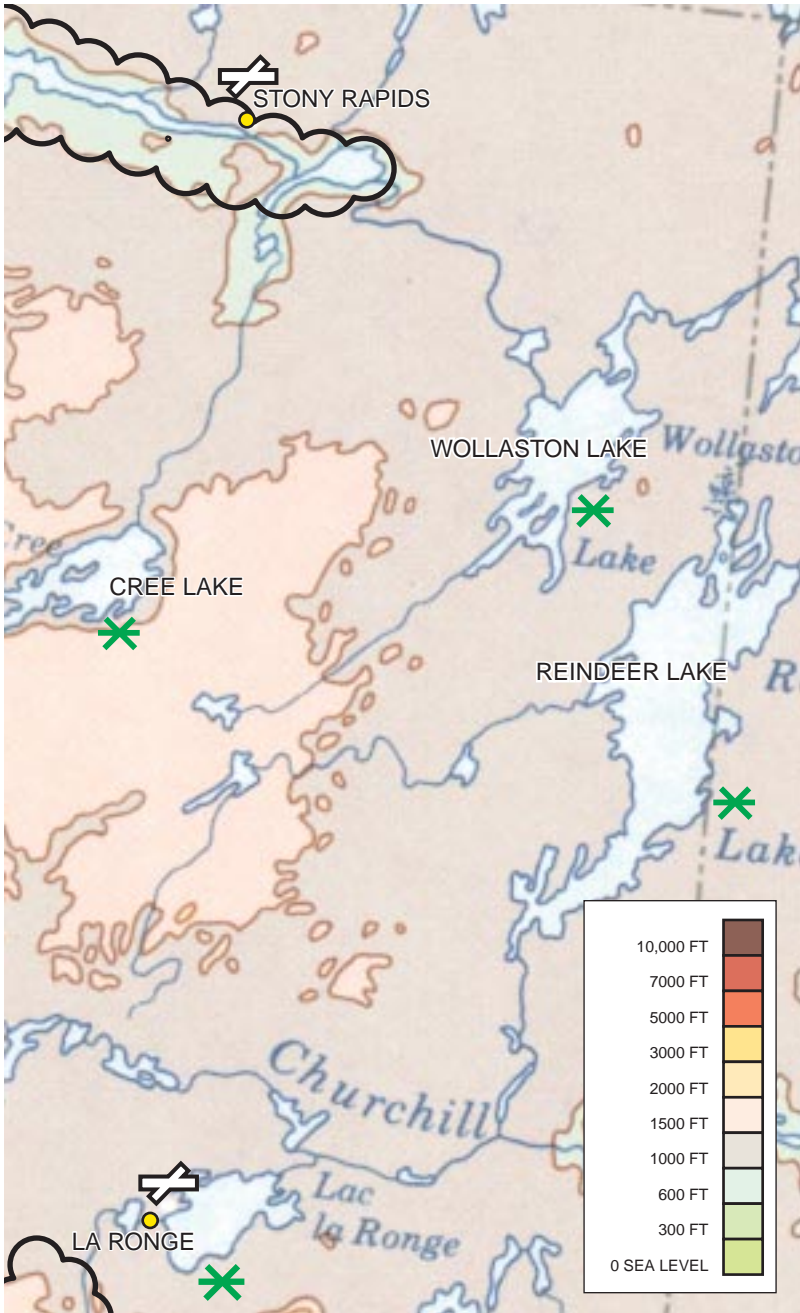 STONY RAPIDS
WOLLASTON LAKE
Wollasto
Cree
Lake
CREE LAKE
REINDEER LAKE
R
Lake
10,000 FT
7000 FT
5000 FT
3000 FT
2000 FT
1500 FT
1000 FT
600 FT
300 FT
0 SEA LEVEL
Churchill
Lac
la Ronge
LA RONGE